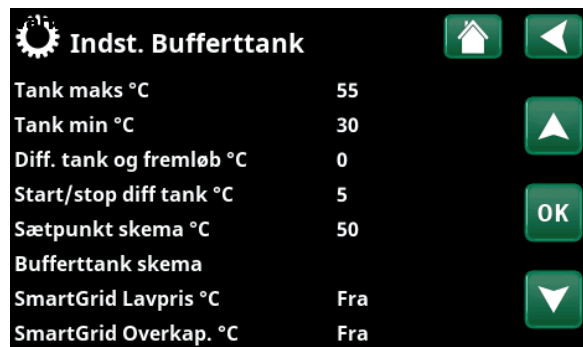 Indst. Bufferttank
Tank maks °C 55
Tank min °C 30
Diff. tank og fremløb °C 0
Start/stop diff tank °C 5
Sætpunkt skema °C 50
Bufferttank skema
SmartGrid Lavpris °C Fra
SmartGrid Overkap. °C Fra
OK